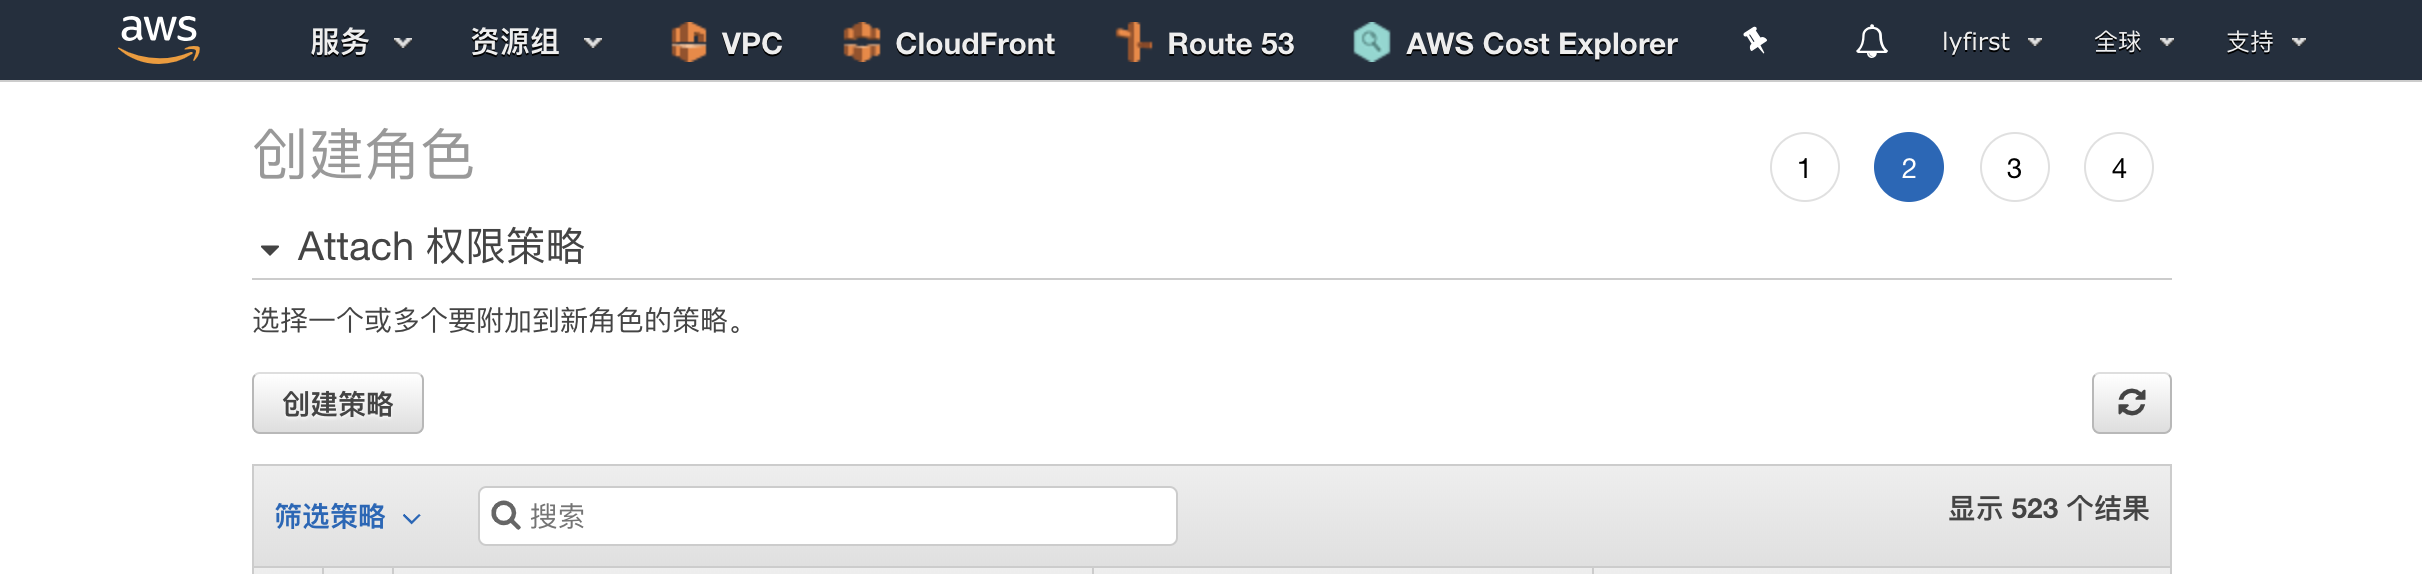 aws 服务 资源组 VPC CloudFront Route 53 AWS Cost Explorer lyfirst 全球 支持
创建角色 1 2 3 4
Attach 权限策略
选择一个或多个要附加到新角色的策略。
创建策略
筛选策略 搜索 显示 523 个结果